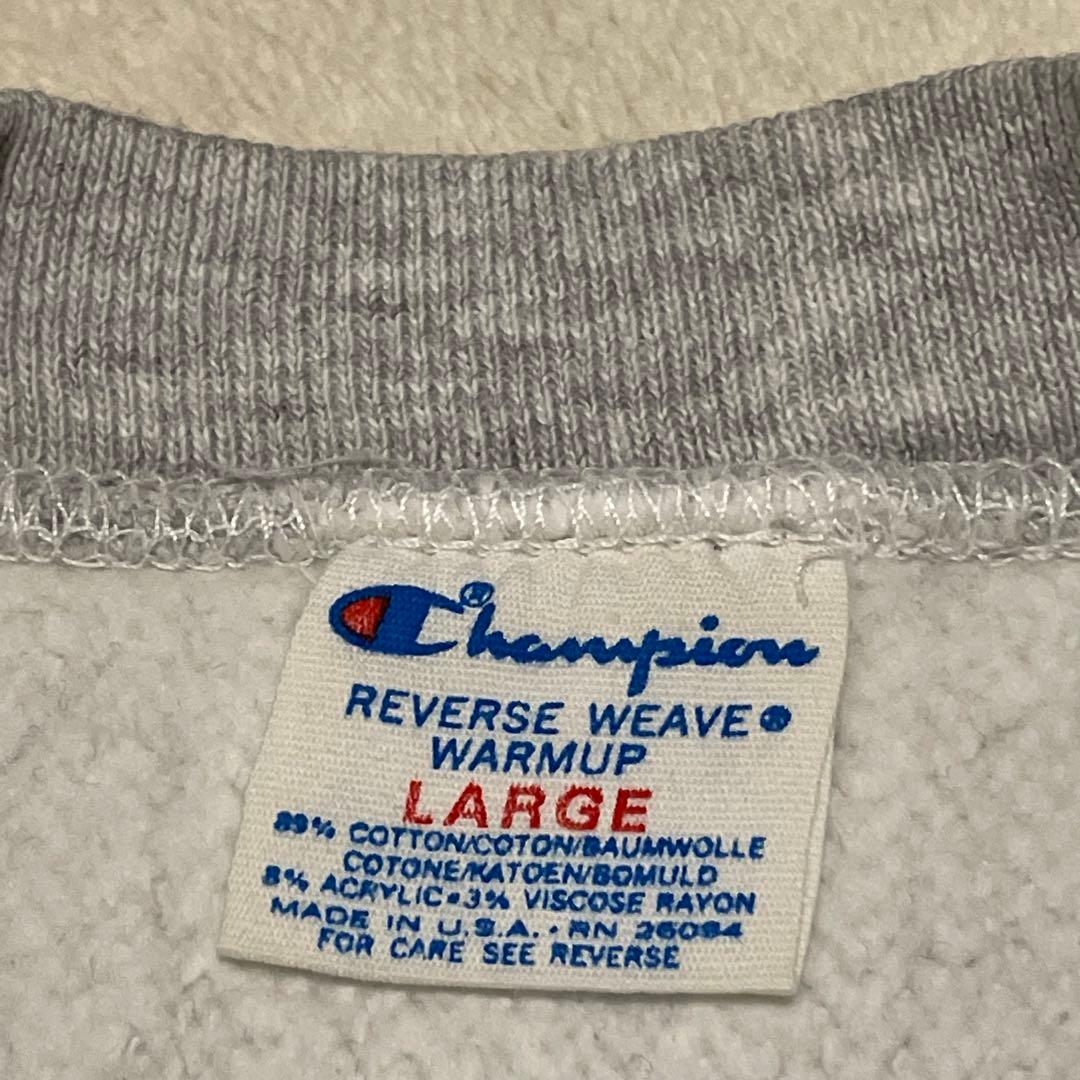 Champion®
REVERSE WEAVE®
WARMUP
LARGE
89% COTTON/COTON/BAUMWOLLE
COTONE/KATOEN/BOMULD
8% ACRYLIC•3% VISCOSE RAYON
MADE IN U.S.A. • RN 26094
FOR CARE SEE REVERSE